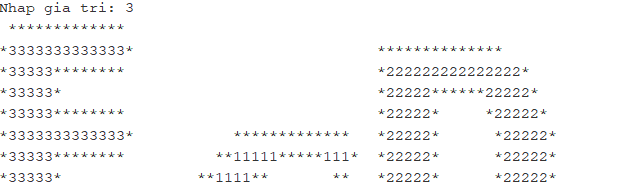 Nhap gia tri: 3
 *************
*3333333333333*                           **************
*33333********                            *222222222222222*
*33333*                                   *22222******22222*
*33333********                            *22222*     *22222*
*3333333333333*           *************   *22222*      *22222*
*33333********          **11111*****111*  *22222*      *22222*
*33333*               **1111**       **   *22222*      *22222*